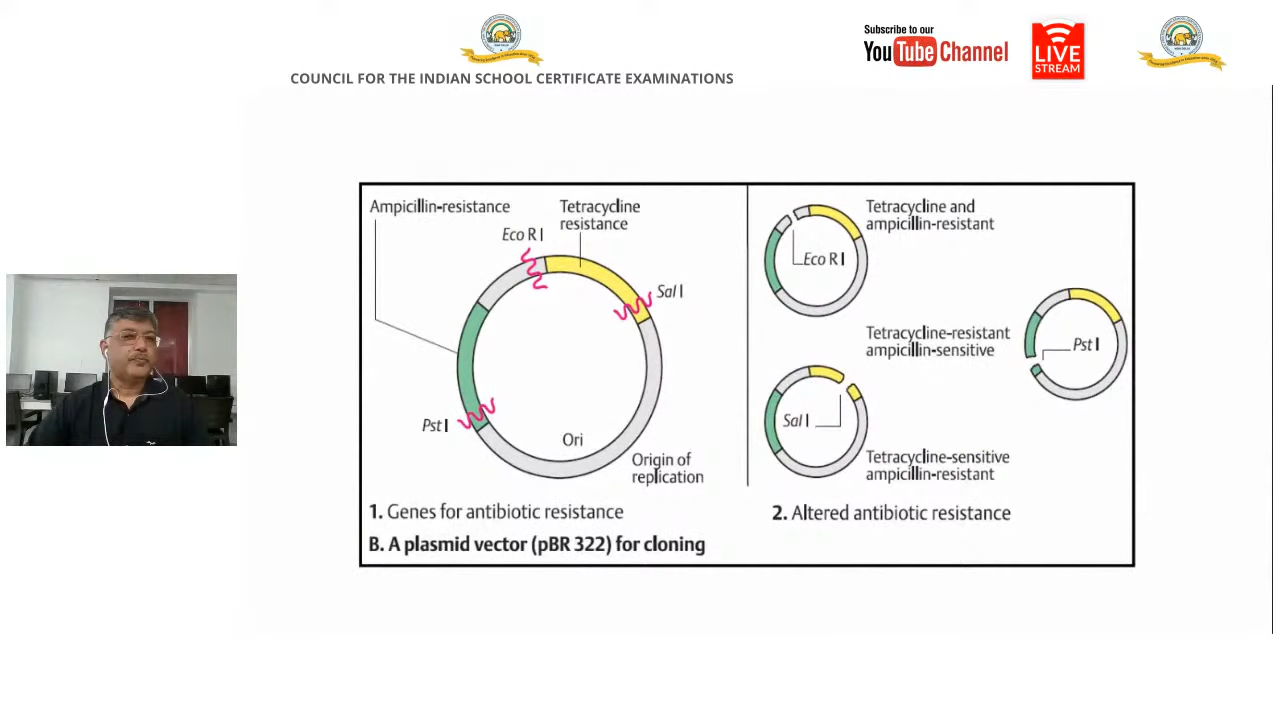 COUNCIL FOR THE INDIAN SCHOOL CERTIFICATE EXAMINATIONS
Subscribe to our
YouTube Channel
LIVE
STREAM
Ampicillin-resistance
Tetracycline
resistance
Eco R I
Sal I
Pst I
Ori
Origin of
replication
1. Genes for antibiotic resistance
B. A plasmid vector (pBR 322) for cloning
Tetracycline and
ampicillin-resistant
Eco R I
Tetracycline-resistant
ampicillin-sensitive
Pst I
Sal I
Tetracycline-sensitive
ampicillin-resistant
2. Altered antibiotic resistance